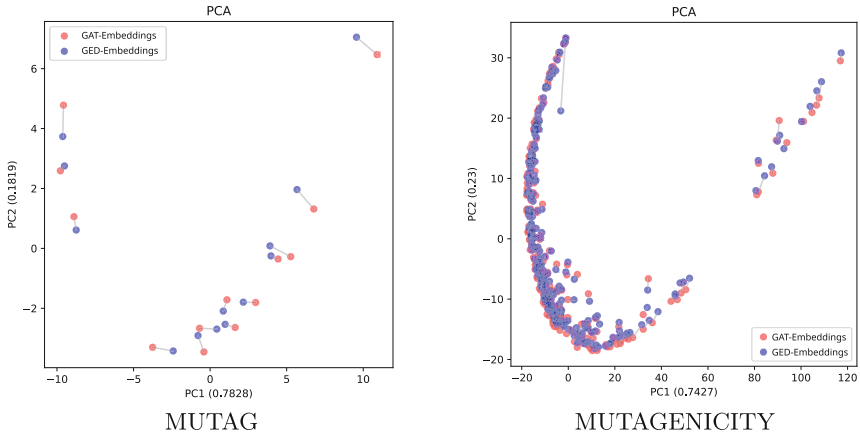 PCA
GAT-Embeddings
GED-Embeddings
6
4
2
0
−2
PC2 (0.1819)
−10
−5
0
5
10
PC1 (0.7828)
MUTAG
PCA
30
20
10
0
−10
−20
PC2 (0.23)
GAT-Embeddings
GED-Embeddings
−20
0
20
40
60
80
100
120
PC1 (0.7427)
MUTAGENICITY